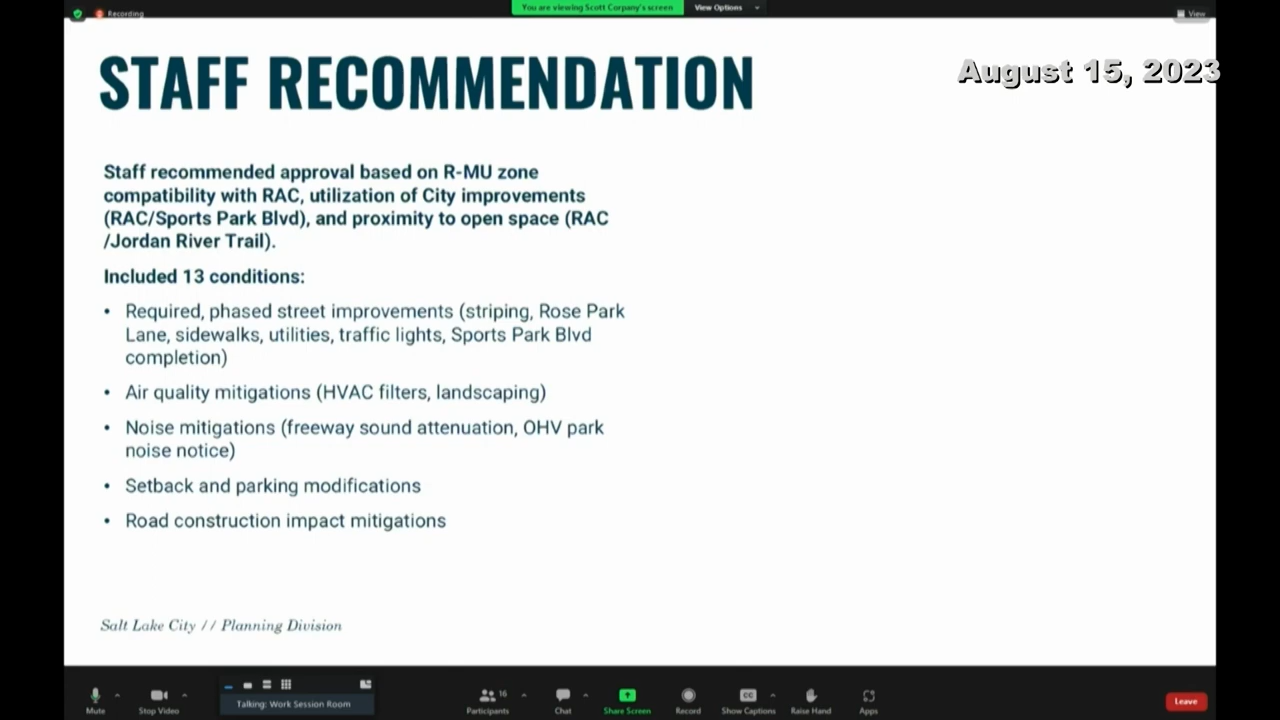 Recording
You are viewing Scott Corpany's screen
View Options
View
STAFF RECOMMENDATION
August 15, 2023
Staff recommended approval based on R-MU zone
compatibility with RAC, utilization of City improvements
(RAC/Sports Park Blvd), and proximity to open space (RAC
/Jordan River Trail).
Included 13 conditions:
• Required, phased street improvements (striping, Rose Park
Lane, sidewalks, utilities, traffic lights, Sports Park Blvd
completion)
• Air quality mitigations (HVAC filters, landscaping)
• Noise mitigations (freeway sound attenuation, OHV park
noise notice)
• Setback and parking modifications
• Road construction impact mitigations
Salt Lake City // Planning Division
Talking: Work Session Room
16
CC
Mute
Stop Video
Participants
Chat
Share Screen
Record
Show Captions
Raise Hand
Apps
Leave